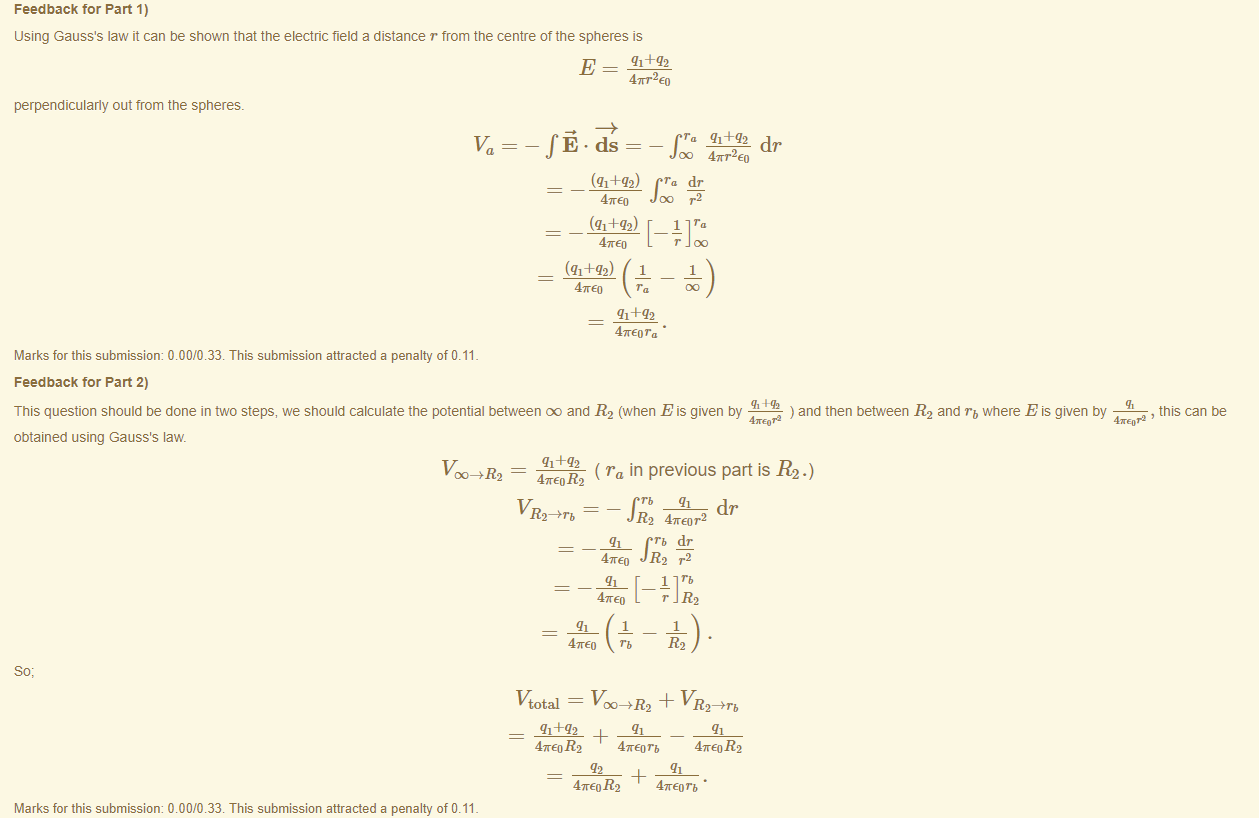 Feedback for Part 1)
Using Gauss's law it can be shown that the electric field a distance r from the centre of the spheres is
E = \frac{q_1+q_2}{4\pi r^2\epsilon_0}
perpendicularly out from the spheres.
V_a = -\int \vec{\mathbf{E}} \cdot \overrightarrow{\mathbf{ds}} = -\int_{\infty}^{r_a} \frac{q_1+q_2}{4\pi r^2\epsilon_0} \, \mathrm{d}r
= -\frac{(q_1+q_2)}{4\pi\epsilon_0} \int_{\infty}^{r_a} \frac{\mathrm{d}r}{r^2}
= -\frac{(q_1+q_2)}{4\pi\epsilon_0} \left[-\frac{1}{r}\right]_{\infty}^{r_a}
= \frac{(q_1+q_2)}{4\pi\epsilon_0} \left(\frac{1}{r_a} - \frac{1}{\infty}\right)
= \frac{q_1+q_2}{4\pi\epsilon_0 r_a}.
Marks for this submission: 0.00/0.33. This submission attracted a penalty of 0.11.
Feedback for Part 2)
This question should be done in two steps, we should calculate the potential between ∞ and R_2 (when E is given by \frac{q_1+q_2}{4\pi\epsilon_0 r^2} ) and then between R_2 and r_b where E is given by \frac{q_1}{4\pi\epsilon_0 r^2}, this can be
obtained using Gauss's law.
V_{\infty\to R_2} = \frac{q_1+q_2}{4\pi\epsilon_0 R_2} ( r_a in previous part is R_2.)
V_{R_2\to r_b} = -\int_{R_2}^{r_b} \frac{q_1}{4\pi\epsilon_0 r^2} \, \mathrm{d}r
= -\frac{q_1}{4\pi\epsilon_0} \int_{R_2}^{r_b} \frac{\mathrm{d}r}{r^2}
= -\frac{q_1}{4\pi\epsilon_0} \left[-\frac{1}{r}\right]_{R_2}^{r_b}
= \frac{q_1}{4\pi\epsilon_0} \left(\frac{1}{r_b} - \frac{1}{R_2}\right).
So;
V_{\text{total}} = V_{\infty\to R_2} + V_{R_2\to r_b}
= \frac{q_1+q_2}{4\pi\epsilon_0 R_2} + \frac{q_1}{4\pi\epsilon_0 r_b} - \frac{q_1}{4\pi\epsilon_0 R_2}
= \frac{q_2}{4\pi\epsilon_0 R_2} + \frac{q_1}{4\pi\epsilon_0 r_b}.
Marks for this submission: 0.00/0.33. This submission attracted a penalty of 0.11.